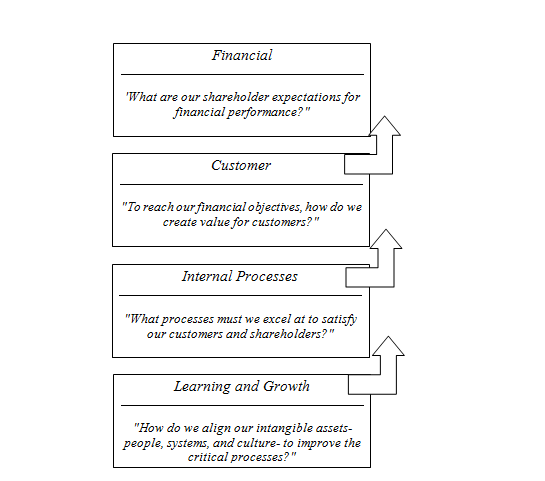 Financial
'What are our shareholder expectations for
financial performance?"
Customer
"To reach our financial objectives, how do we
create value for customers?"
Internal Processes
"What processes must we excel at to satisfy
our customers and shareholders?"
Learning and Growth
"How do we align our intangible assets-
people, systems, and culture- to improve the
critical processes?"